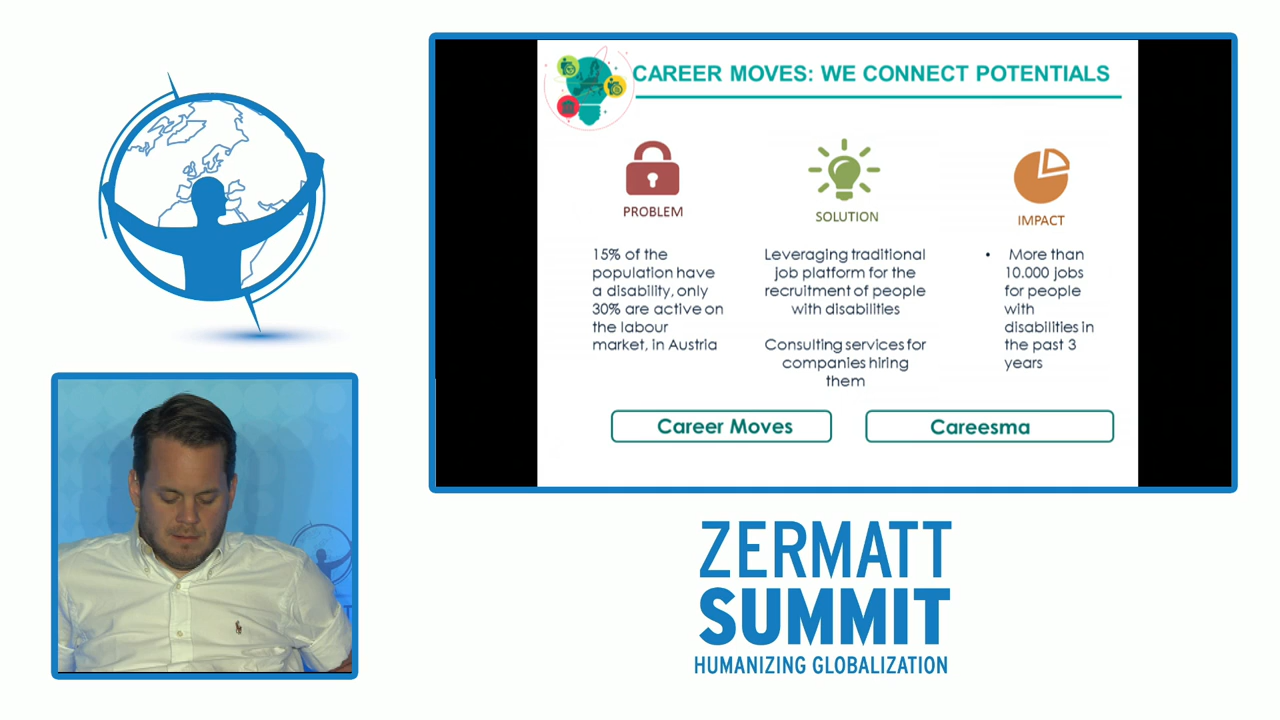 CAREER MOVES: WE CONNECT POTENTIALS
PROBLEM
15% of the
population have
a disability, only
30% are active on
the labour
market, in Austria
SOLUTION
Leveraging traditional
job platform for the
recruitment of people
with disabilities
Consulting services for
companies hiring
them
IMPACT
• More than
10.000 jobs
for people
with
disabilities in
the past 3
years
Career Moves
Careesma
ZERMATT
SUMMIT
HUMANIZING GLOBALIZATION